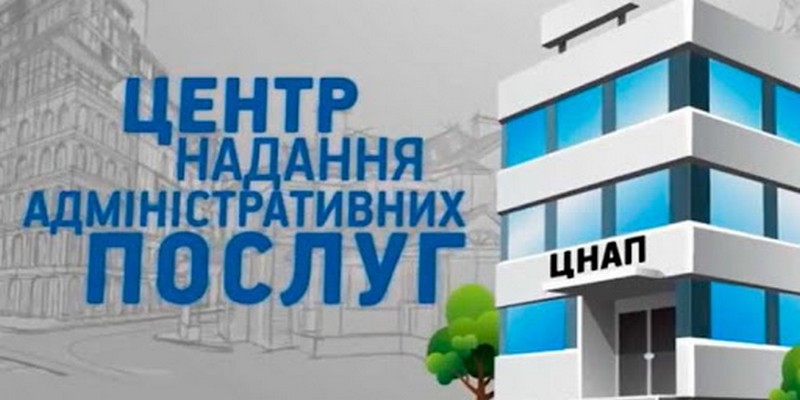 ЦЕНТР
НАДАННЯ
АДМІНІСТРАТИВНИХ
ПОСЛУГ
ЦНАП